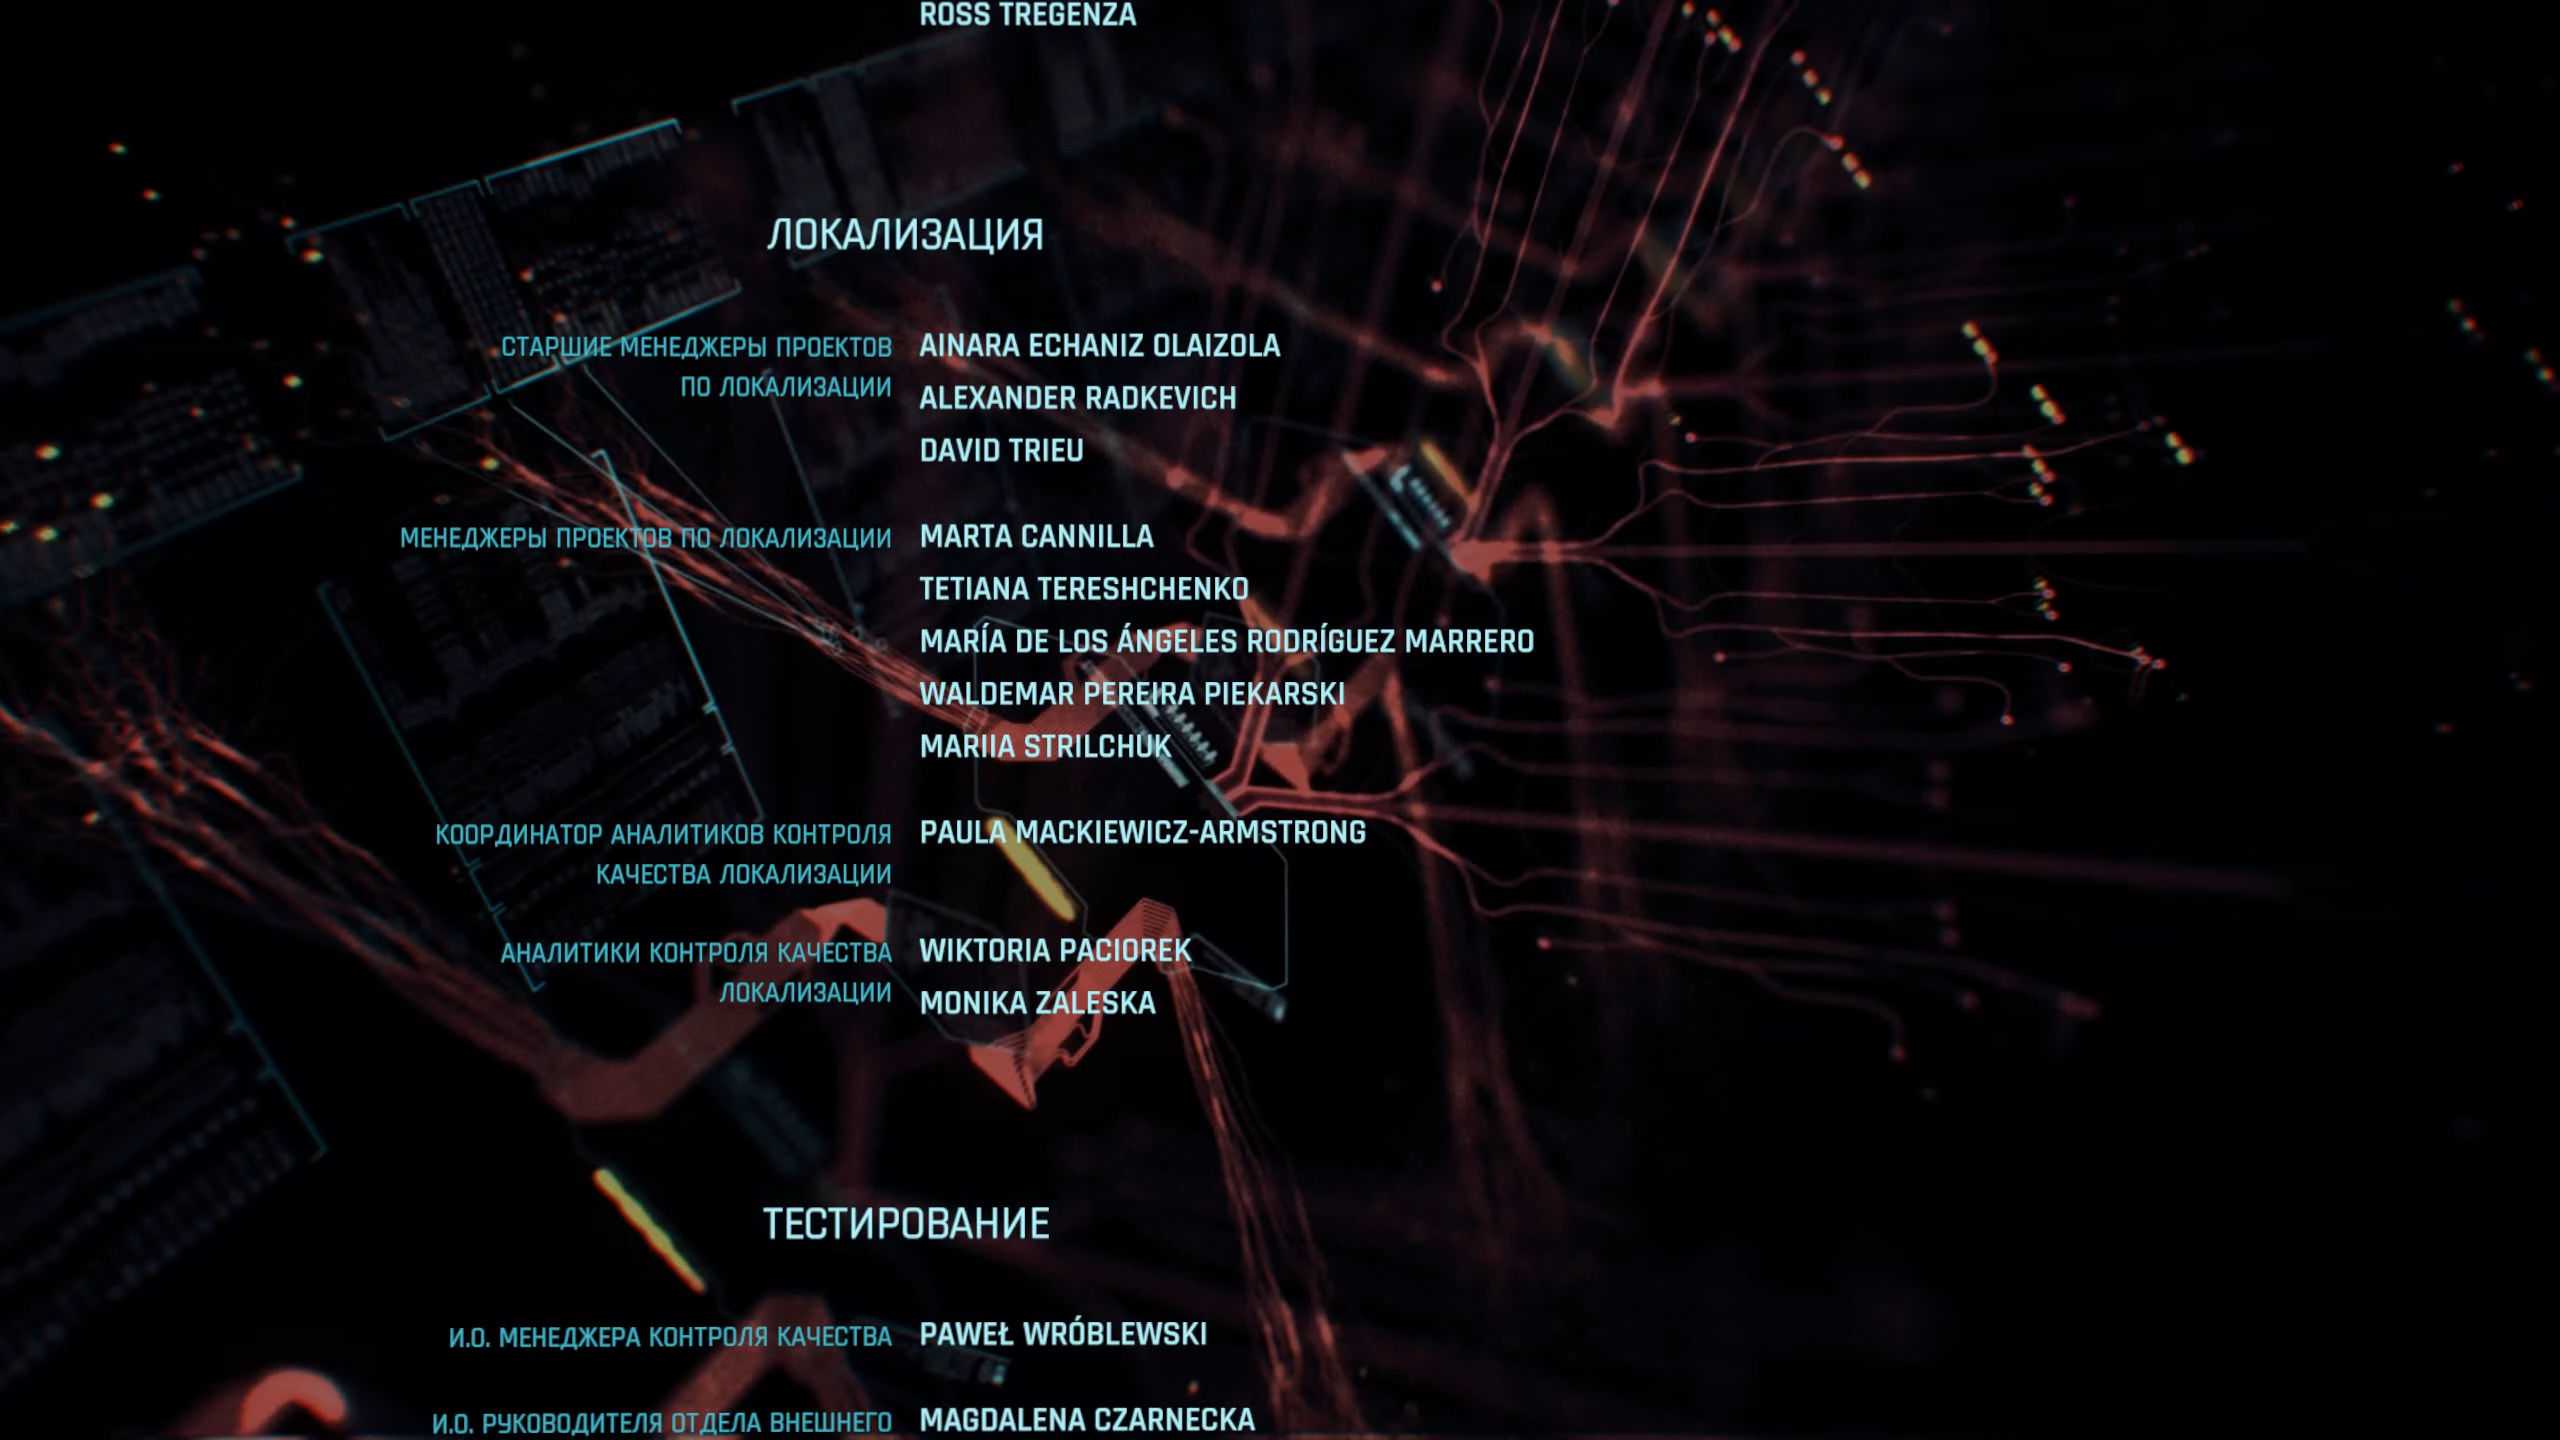 ROSS TREGENZA
ЛОКАЛИЗАЦИЯ
СТАРШИЕ МЕНЕДЖЕРЫ ПРОЕКТОВ ПО ЛОКАЛИЗАЦИИ
AINARA ECHANIZ OLAIZOLA
ALEXANDER RADKEVICH
DAVID TRIEU
МЕНЕДЖЕРЫ ПРОЕКТОВ ПО ЛОКАЛИЗАЦИИ
MARTA CANNILLA
TETIANA TERESHCHENKO
MARÍA DE LOS ÁNGELES RODRÍGUEZ MARRERO
WALDEMAR PEREIRA PIEKARSKI
MARIIA STRILCHUK
КООРДИНАТОР АНАЛИТИКОВ КОНТРОЛЯ
КАЧЕСТВА ЛОКАЛИЗАЦИИ
PAULA MACKIEWICZ-ARMSTRONG
АНАЛИТИКИ КОНТРОЛЯ КАЧЕСТВА
ЛОКАЛИЗАЦИИ
WIKTORIA PACIOREK
MONIKA ZALESKA
ТЕСТИРОВАНИЕ
И.О. МЕНЕДЖЕРА КОНТРОЛЯ КАЧЕСТВА
PAWEŁ WRÓBLEWSKI
И.О. РУКОВОДИТЕЛЯ ОТДЕЛА ВНЕШНЕГО
MAGDALENA CZARNECKA